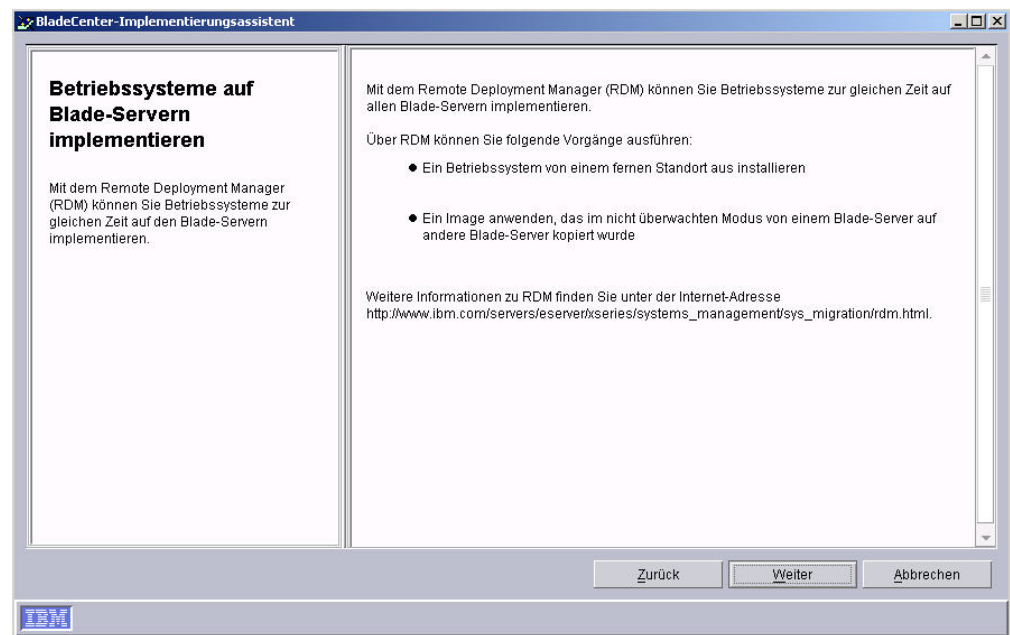 BladeCenter-Implementierungsassistent
Betriebssysteme auf
Blade-Servern
implementieren
Mit dem Remote Deployment Manager
(RDM) können Sie Betriebssysteme zur
gleichen Zeit auf den Blade-Servern
implementieren.
Mit dem Remote Deployment Manager (RDM) können Sie Betriebssysteme zur gleichen Zeit auf
allen Blade-Servern implementieren.
Über RDM können Sie folgende Vorgänge ausführen:
● Ein Betriebssystem von einem fernen Standort aus installieren
● Ein Image anwenden, das im nicht überwachten Modus von einem Blade-Server auf
andere Blade-Server kopiert wurde
Weitere Informationen zu RDM finden Sie unter der Internet-Adresse
http://www.ibm.com/servers/eserver/xseries/systems_management/sys_migration/rdm.html.
Zurück
Weiter
Abbrechen
IBM